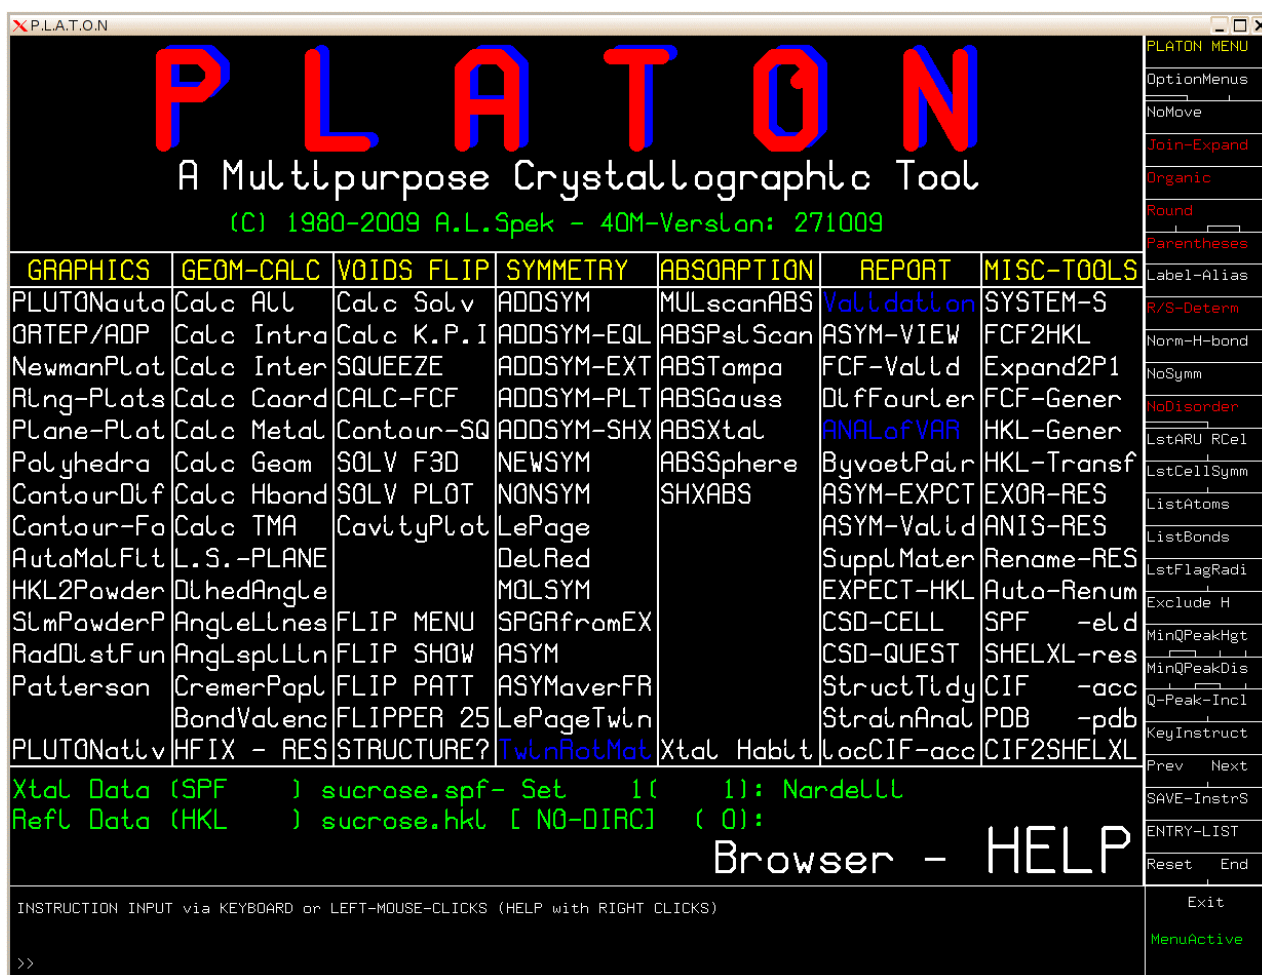 P.L.A.T.O.N
PLATON
A Multipurpose Crystallographic Tool
(C) 1980-2009 A.L.Spek - 40M-Version: 271009
GRAPHICS GEOM-CALC VOIDS FLIP SYMMETRY ABSORPTION REPORT MISC-TOOLS
PLUTONauto Calc All Calc Solv ADDSYM MULscanABS Validation SYSTEM-S
ORTEP/ADP Calc Intra Calc K.P.I ADDSYM-EQL ABSPsiScan ASYM-VIEW FCF2HKL
NewmanPlot Calc Inter SQUEEZE ADDSYM-EXT ABSTompa FCF-Valid Expand2P1
Ring-Plots Calc Coord CALC-FCF ADDSYM-PLT ABSGauss DifFourier FCF-Gener
Plane-Plot Calc Metal Contour-SQ ADDSYM-SHX ABSXtal ANALofVAR HKL-Gener
Polyhedra Calc Geom SOLV F3D NEWSYM ABSSphere ByvoetPair HKL-Transf
ContourDif Calc Hbond SOLV PLOT NONSYM SHXABS ASYM-EXPCT EXOR-RES
Contour-Fo Calc TMA CavityPlot LePage ASYM-Valid ANIS-RES
AutoMolFit L.S.-PLANE DelRed SupplMater Rename-RES
HKL2Powder DihedAngle MOLSYM EXPECT-HKL Auto-Renum
SimPowderP AngleLines FLIP MENU SPGRfromEX CSD-CELL SPF -eld
RadDistFun AngLsplLin FLIP SHOW ASYM CSD-QUEST SHELXL-res
Patterson CremerPopl FLIP PATT ASYMaverFR StructTidy CIF -acc
BondValenc FLIPPER 25 LePageTwin StrainAnal PDB -pdb
PLUTONativ HFIX - RES STRUCTURE? TwinRotMat Xtal Habit locCIF-acc CIF2SHELXL
Xtal Data (SPF ) sucrose.spf- Set 1( 1): Nardelli
Refl Data (HKL ) sucrose.hkl [ NO-DIRC] ( 0):
Browser - HELP
INSTRUCTION INPUT via KEYBOARD or LEFT-MOUSE-CLICKS (HELP with RIGHT CLICKS)
>>
PLATON MENU
OptionMenus
NoMove
Join-Expand
Organic
Round
Parentheses
Label-Alias
R/S-Determ
Norm-H-bond
NoSymm
NoDisorder
LstARU RCel
LstCellSymm
ListAtoms
ListBonds
LstFlagRadi
Exclude H
MinQPeakHgt
MinQPeakDis
Q-Peak-Incl
KeyInstruct
Prev Next
SAVE-InstrS
ENTRY-LIST
Reset End
Exit
MenuActive